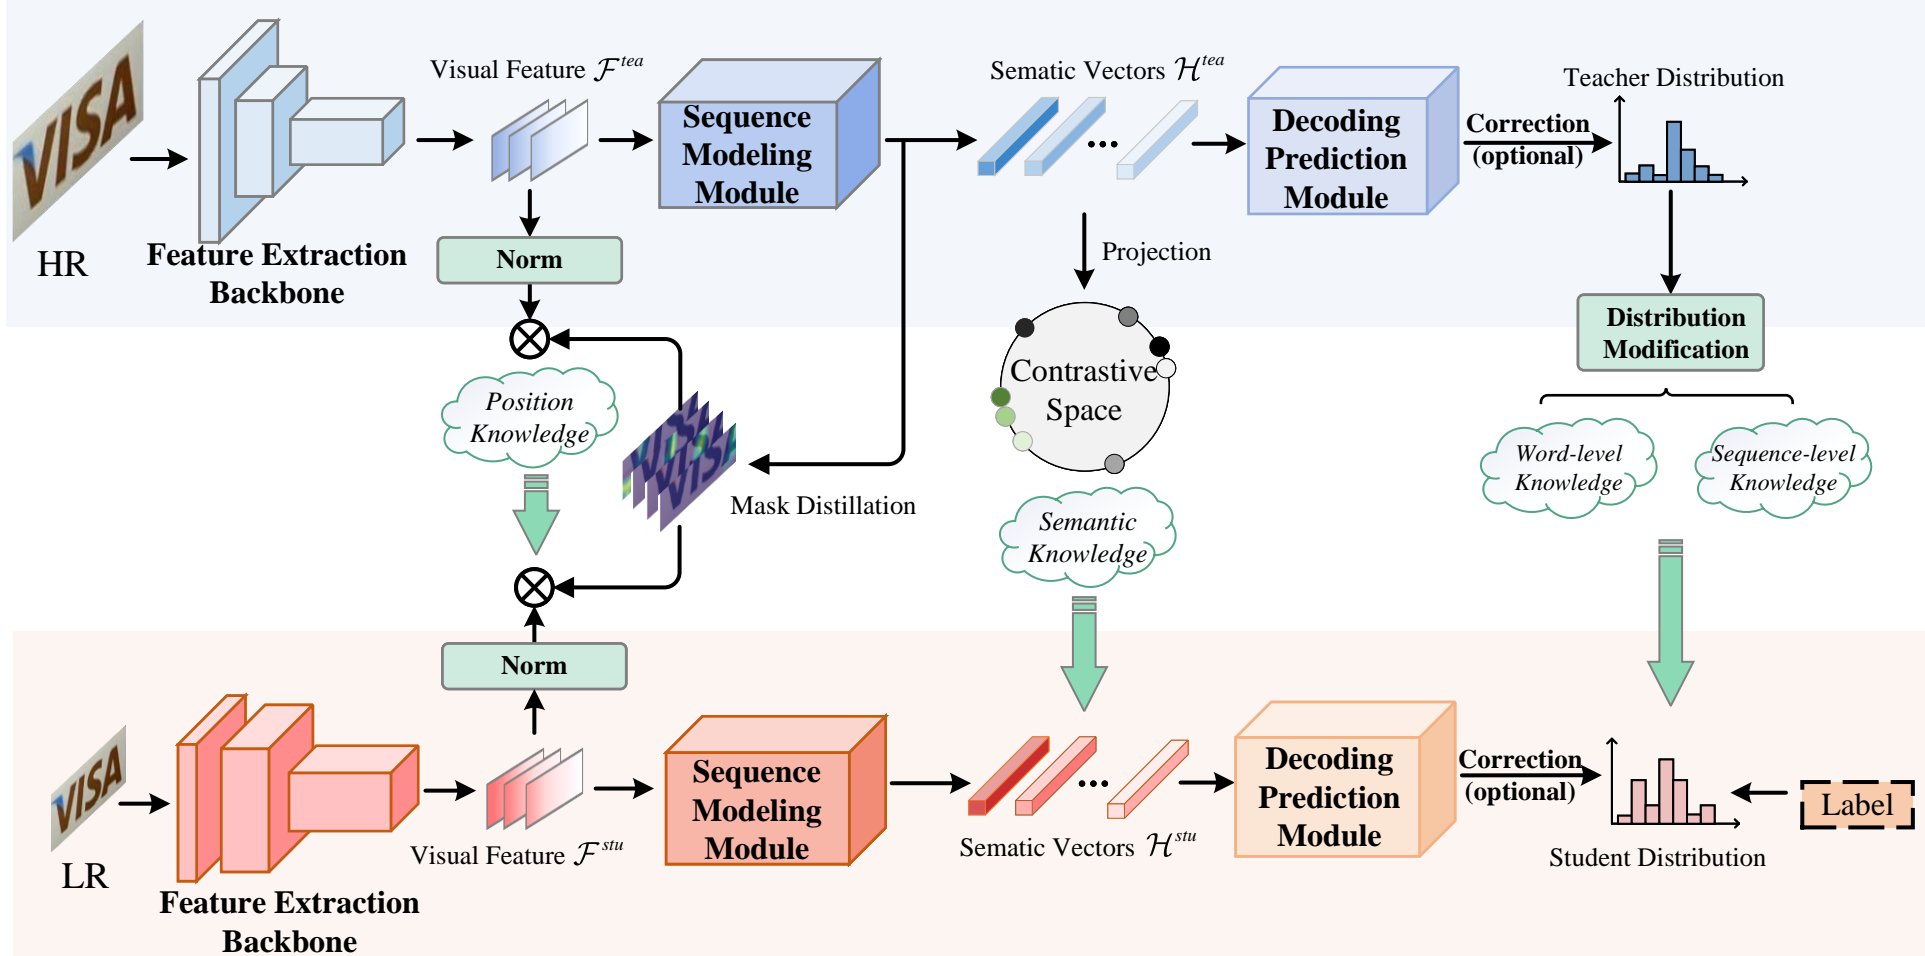 VISA
HR
Feature Extraction
Backbone
Visual Feature F^tea
Norm
Sequence
Modeling
Module
Sematic Vectors H^tea
Projection
Decoding
Prediction
Module
Correction
(optional)
Teacher Distribution
Distribution
Modification
Position
Knowledge
VISA
Mask Distillation
Contrastive
Space
Semantic
Knowledge
Word-level
Knowledge
Sequence-level
Knowledge
VISA
LR
Feature Extraction
Backbone
Norm
Visual Feature F^stu
Sequence
Modeling
Module
Sematic Vectors H^stu
Decoding
Prediction
Module
Correction
(optional)
Student Distribution
Label